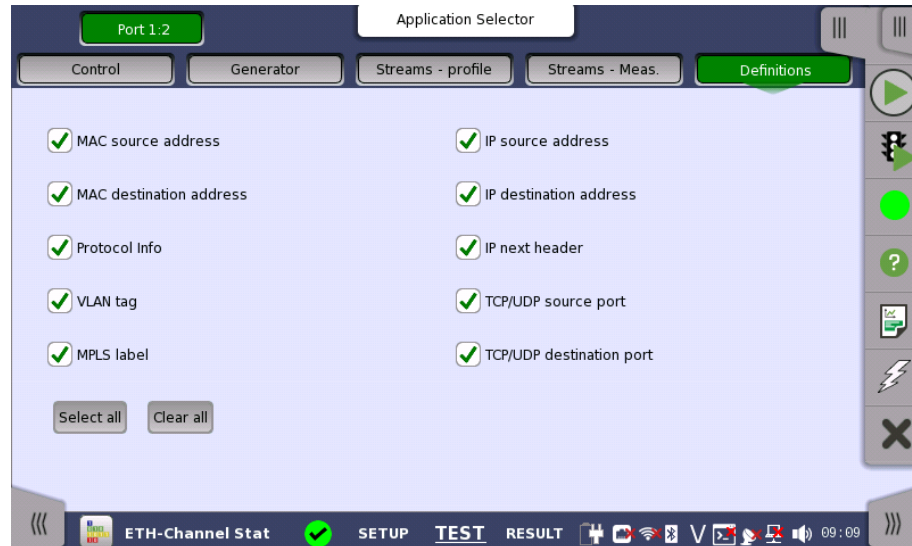 Port 1:2
Application Selector
Control
Generator
Streams - profile
Streams - Meas.
Definitions
MAC source address
IP source address
MAC destination address
IP destination address
Protocol Info
IP next header
VLAN tag
TCP/UDP source port
MPLS label
TCP/UDP destination port
Select all
Clear all
ETH-Channel Stat
SETUP
TEST
RESULT
09:09